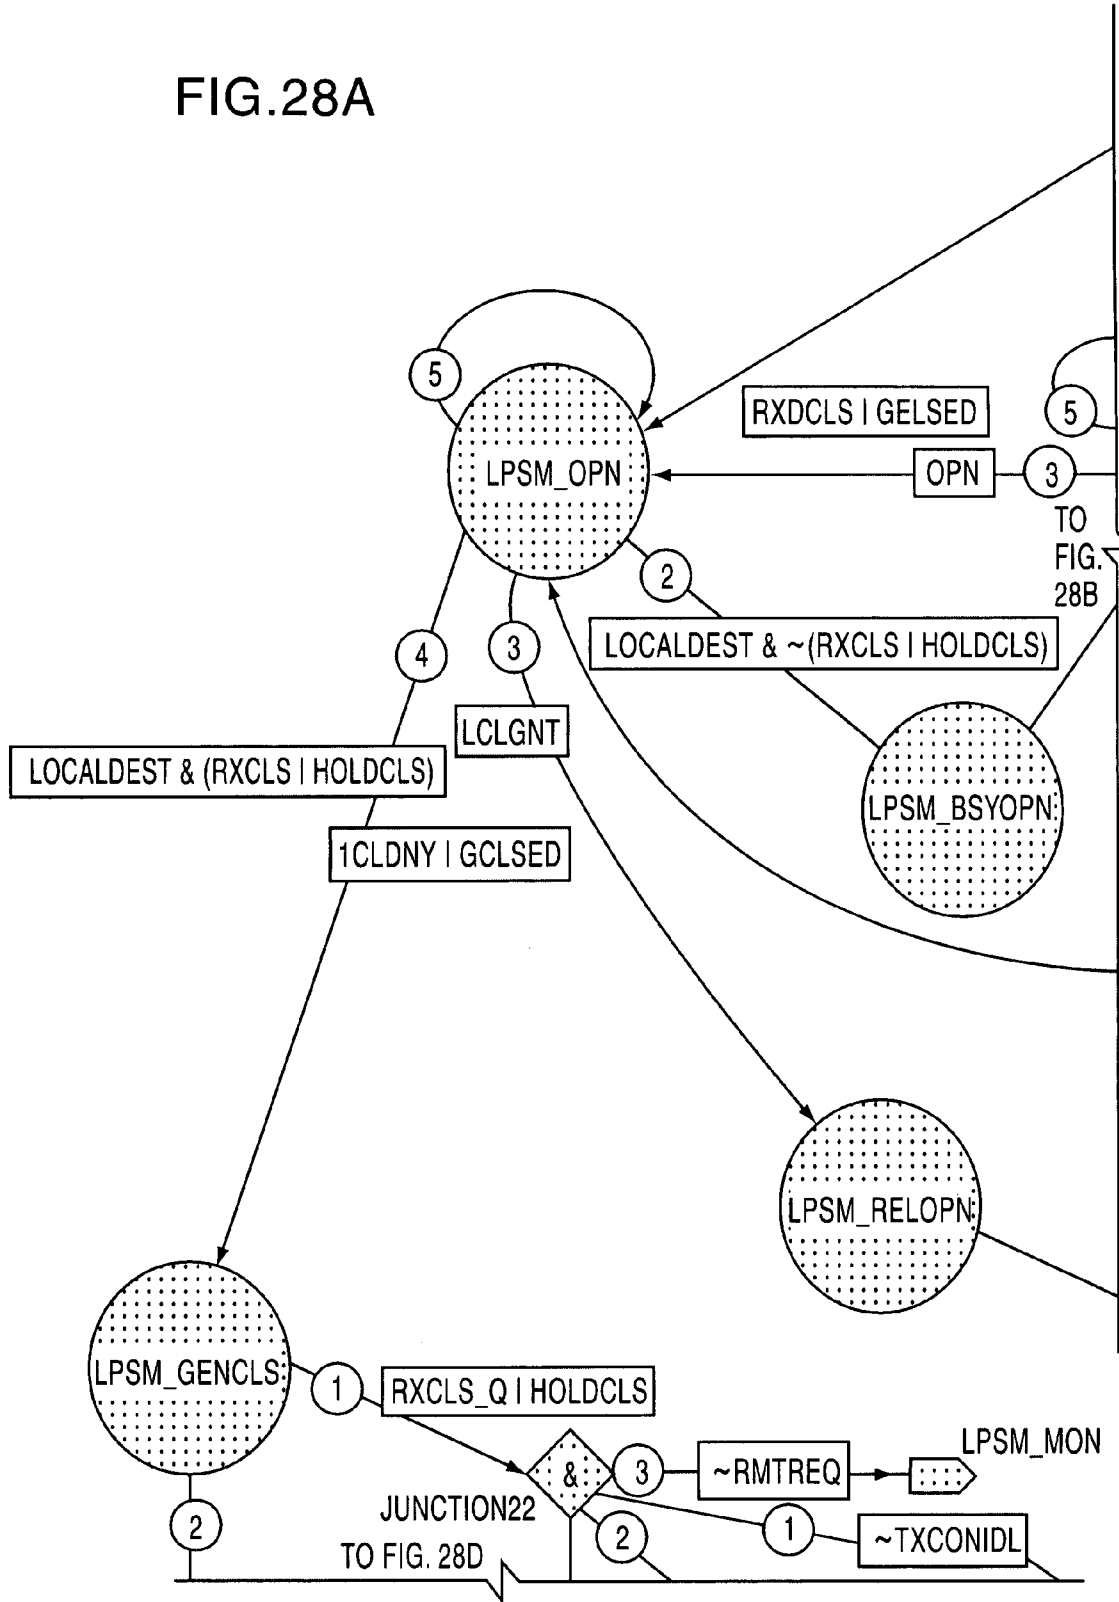 FIG.28A
5
RXDCLS | GELSED
5
LPSM_OPN
OPN
3
TO
FIG.
28B
2
4
3
LOCALDEST & ~(RXCLS | HOLDCLS)
LCLGNT
LOCALDEST & (RXCLS | HOLDCLS)
LPSM_BSYOPN
1CLDNY | GCLSED
LPSM_RELOPN
LPSM_GENCLS
1
RXCLS_Q | HOLDCLS
LPSM_MON
&
3
~RMTREQ
JUNCTION22
2
2
1
~TXCONIDL
TO FIG. 28D